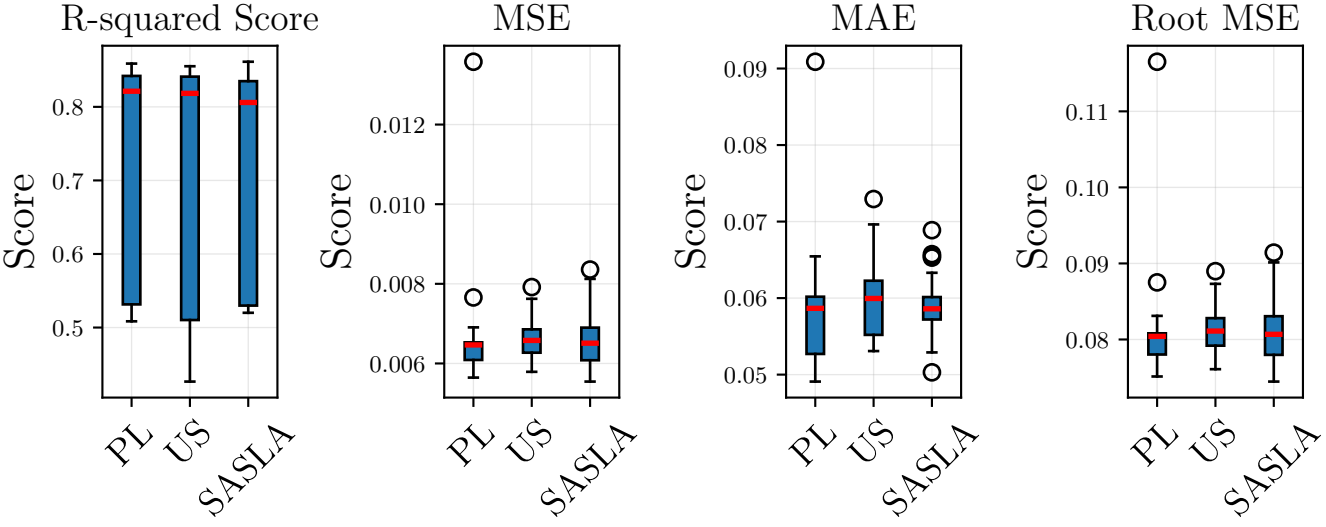 R-squared Score
Score
0.8
0.7
0.6
0.5
PL
US
SASLA
MSE
Score
0.012
0.010
0.008
0.006
PL
US
SASLA
MAE
Score
0.09
0.08
0.07
0.06
0.05
PL
US
SASLA
Root MSE
Score
0.11
0.10
0.09
0.08
PL
US
SASLA